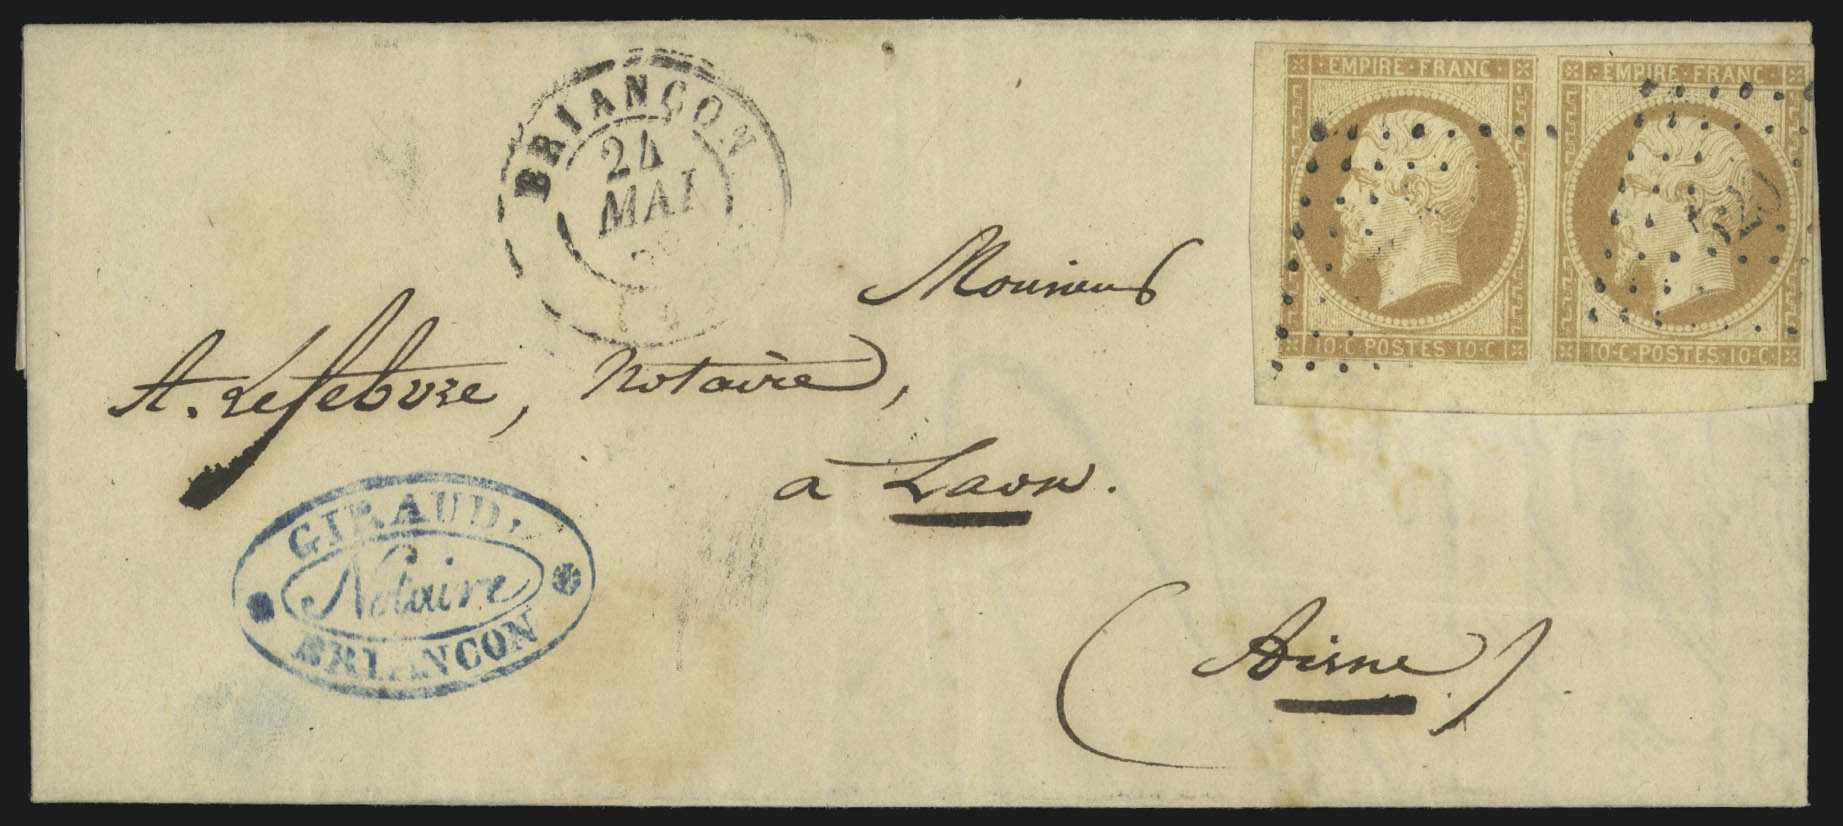 BRIANÇON
24
MAI
EMPIRE·FRANC
10·C·POSTES·10·C
EMPIRE·FRANC
10·C·POSTES·10·C
Monsieur
A. Lefebvre, Notaire,
à Laon.
(Aisne)
GIRAUD,
Notaire
BRIANCON